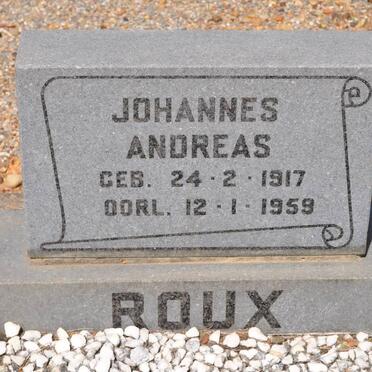 JOHANNES
ANDREAS
GEB. 24·2·1917
OORL. 12·1·1959
ROUX